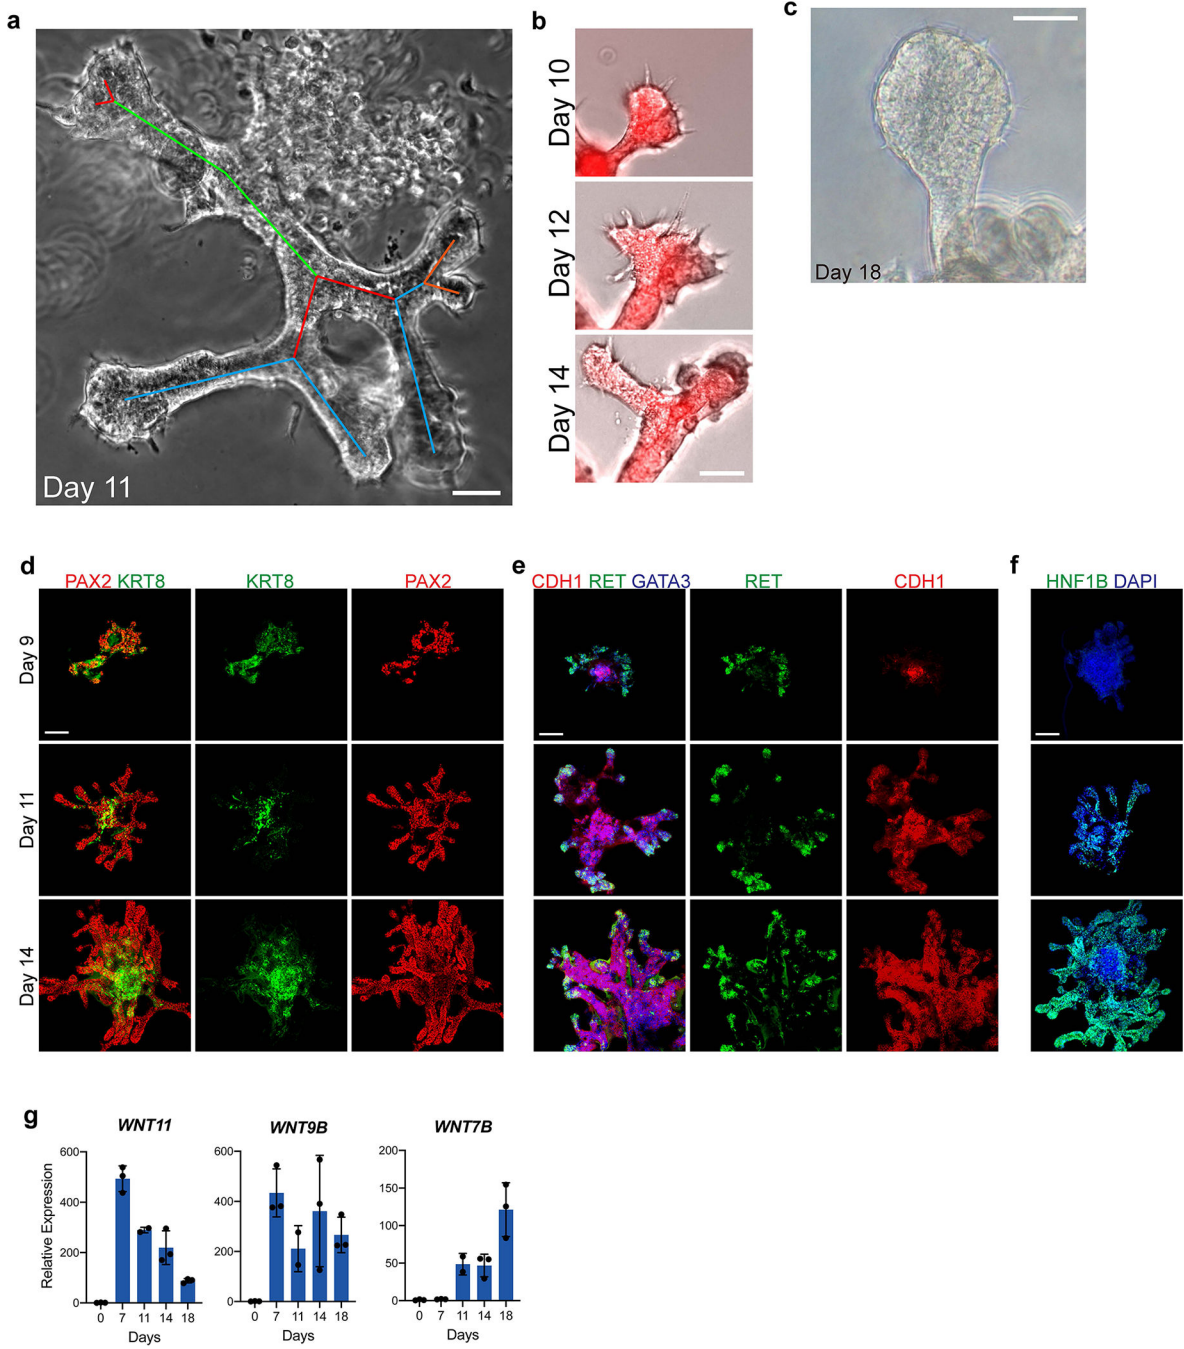 a
Day 11
b
Day 10
Day 12
Day 14
c
Day 18
d
PAX2 KRT8
KRT8
PAX2
Day 9
Day 11
Day 14
e
CDH1 RET GATA3
RET
CDH1
f
HNF1B DAPI
g
WNT11
Relative Expression
600
400
200
0
0 7 11 14 18
Days
WNT9B
600
400
200
0
0 7 11 14 18
Days
WNT7B
200
150
100
50
0
0 7 11 14 18
Days